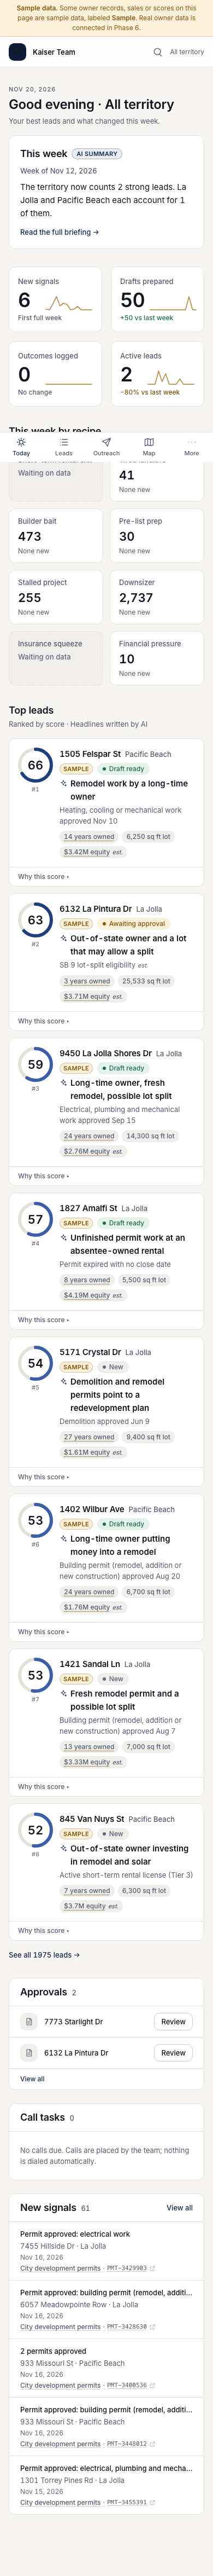 Sample data. Some owner records, sales or scores on this
page are sample data, labeled Sample. Real owner data is
connected in Phase 6.
Kaiser Team
All territory
NOV 20, 2026
Good evening · All territory
Your best leads and what changed this week.
This week AI SUMMARY
Week of Nov 12, 2026
The territory now counts 2 strong leads. La
Jolla and Pacific Beach each account for 1
of them.
Read the full briefing →
New signals
6
First full week
Drafts prepared
50
+50 vs last week
Outcomes logged
0
No change
Active leads
2
−80% vs last week
This week by recipe
Today
Leads
Outreach
Map
More
Waiting on data
41
None new
Builder bait
473
None new
Pre-list prep
30
None new
Stalled project
255
None new
Downsizer
2,737
None new
Insurance squeeze
Waiting on data
Financial pressure
10
None new
Top leads
Ranked by score · Headlines written by AI
66
#1
1505 Felspar St Pacific Beach
SAMPLE Draft ready
Remodel work by a long-time
owner
Heating, cooling or mechanical work
approved Nov 10
14 years owned 6,250 sq ft lot
$3.42M equity est.
Why this score
63
#2
6132 La Pintura Dr La Jolla
SAMPLE Awaiting approval
Out-of-state owner and a lot
that may allow a split
SB 9 lot-split eligibility est.
3 years owned 25,533 sq ft lot
$3.71M equity est.
Why this score
59
#3
9450 La Jolla Shores Dr La Jolla
SAMPLE Draft ready
Long-time owner, fresh
remodel, possible lot split
Electrical, plumbing and mechanical
work approved Sep 15
24 years owned 14,300 sq ft lot
$2.76M equity est.
Why this score
57
#4
1827 Amalfi St La Jolla
SAMPLE Draft ready
Unfinished permit work at an
absentee-owned rental
Permit expired with no close date
8 years owned 5,500 sq ft lot
$4.19M equity est.
Why this score
54
#5
5171 Crystal Dr La Jolla
SAMPLE New
Demolition and remodel
permits point to a
redevelopment plan
Demolition approved Jun 9
27 years owned 9,400 sq ft lot
$1.61M equity est.
Why this score
53
#6
1402 Wilbur Ave Pacific Beach
SAMPLE Draft ready
Long-time owner putting
money into a remodel
Building permit (remodel, addition or
new construction) approved Aug 20
24 years owned 6,700 sq ft lot
$1.76M equity est.
Why this score
53
#7
1421 Sandal Ln La Jolla
SAMPLE New
Fresh remodel permit and a
possible lot split
Building permit (remodel, addition or
new construction) approved Aug 7
13 years owned 7,000 sq ft lot
$3.33M equity est.
Why this score
52
#8
845 Van Nuys St Pacific Beach
SAMPLE New
Out-of-state owner investing
in remodel and solar
Active short-term rental license (Tier 3)
7 years owned 6,300 sq ft lot
$3.7M equity est.
Why this score
See all 1975 leads →
Approvals 2
7773 Starlight Dr Review
6132 La Pintura Dr Review
View all
Call tasks 0
No calls due. Calls are placed by the team; nothing
is dialed automatically.
New signals 61 View all
Permit approved: electrical work
7455 Hillside Dr · La Jolla
Nov 16, 2026
City development permits · PMT-3429903
Permit approved: building permit (remodel, additi...
6057 Meadowpointe Row · La Jolla
Nov 16, 2026
City development permits · PMT-3428630
2 permits approved
933 Missouri St · Pacific Beach
Nov 16, 2026
City development permits · PMT-3400536
Permit approved: building permit (remodel, additi...
933 Missouri St · Pacific Beach
Nov 16, 2026
City development permits · PMT-3448012
Permit approved: electrical, plumbing and mecha...
1301 Torrey Pines Rd · La Jolla
Nov 15, 2026
City development permits · PMT-3455391